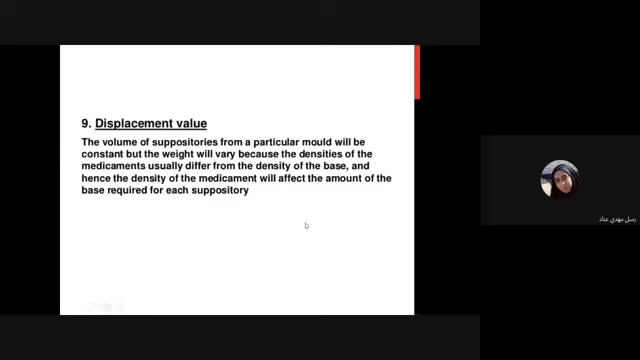 9. Displacement value
The volume of suppositories from a particular mould will be
constant but the weight will vary because the densities of the
medicaments usually differ from the density of the base, and
hence the density of the medicament will affect the amount of the
base required for each suppository
رسل مهدي عناد